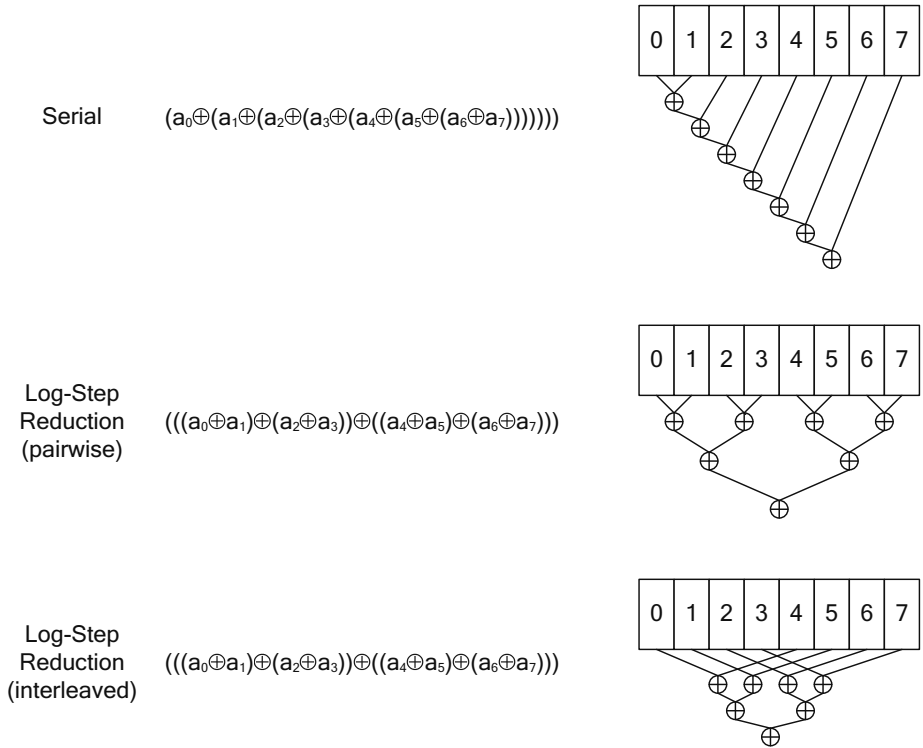 0 1 2 3 4 5 6 7
Serial (a₀⊕(a₁⊕(a₂⊕(a₃⊕(a₄⊕(a₅⊕(a₆⊕a₇)))))))
0 1 2 3 4 5 6 7
Log-Step
Reduction (((a₀⊕a₁)⊕(a₂⊕a₃))⊕((a₄⊕a₅)⊕(a₆⊕a₇)))
(pairwise)
0 1 2 3 4 5 6 7
Log-Step
Reduction (((a₀⊕a₁)⊕(a₂⊕a₃))⊕((a₄⊕a₅)⊕(a₆⊕a₇)))
(interleaved)